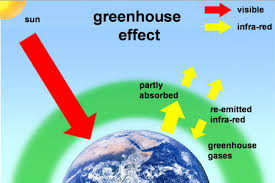 greenhouse
effect
sun
visible
infra-red
partly
absorbed
re-emitted
infra-red
greenhouse
gases